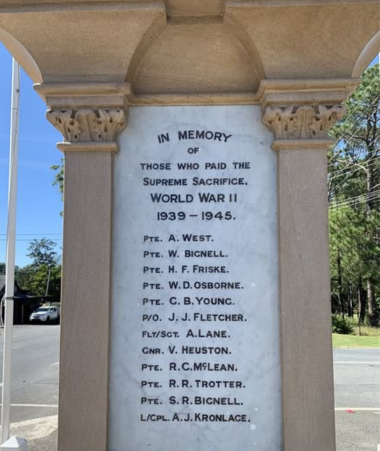 IN MEMORY
OF
THOSE WHO PAID THE
SUPREME SACRIFICE,
WORLD WAR II
1939 - 1945.
PTE. A. WEST.
PTE. W. BIGNELL.
PTE. H. F. FRISKE.
PTE. W. D. OSBORNE.
PTE. C. B. YOUNG.
P/O. J. J. FLETCHER.
FLT/SGT. A. LANE.
GNR. V. HEUSTON.
PTE. R. C. McLEAN.
PTE. R. R. TROTTER.
PTE. S. R. BIGNELL.
L/CPL. A. J. KRONLAGE.